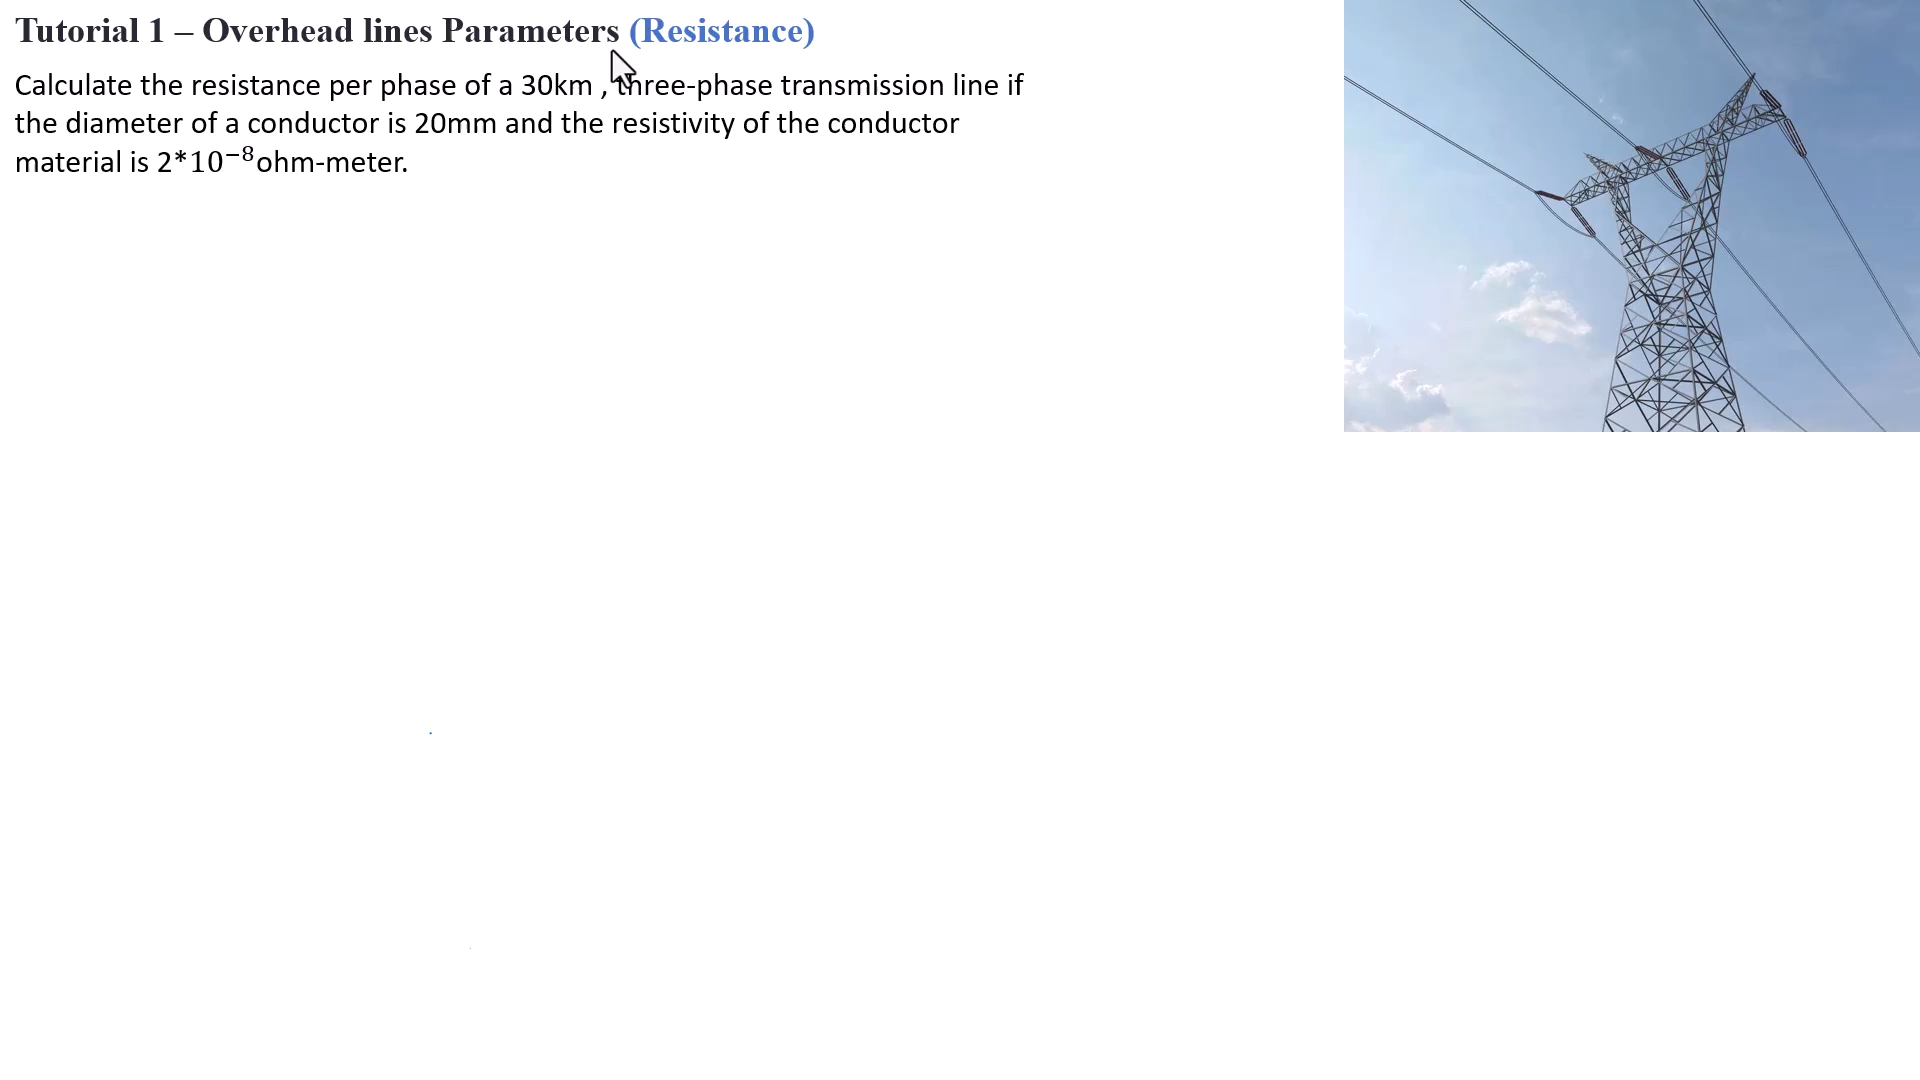 Tutorial 1 – Overhead lines Parameters (Resistance)
Calculate the resistance per phase of a 30km , three-phase transmission line if
the diameter of a conductor is 20mm and the resistivity of the conductor
material is 2*10⁻⁸ohm-meter.